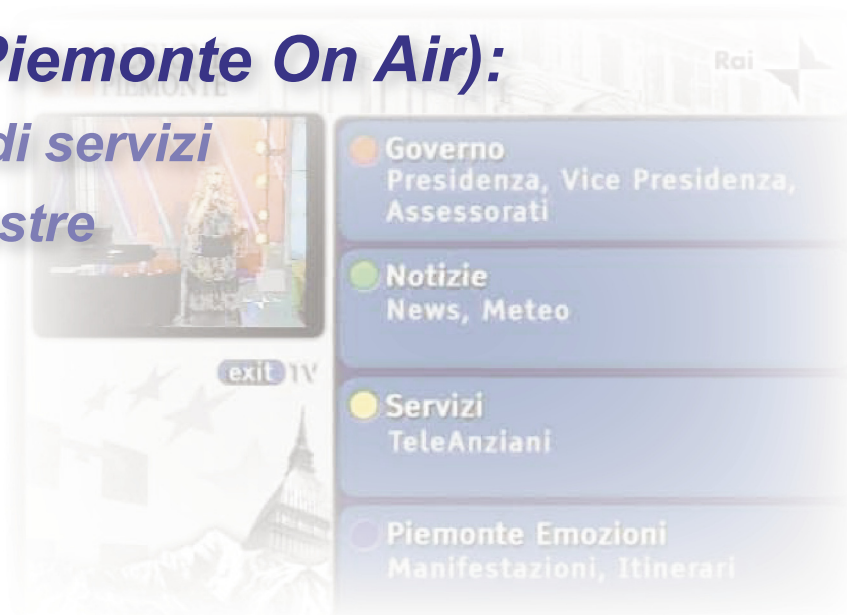 Piemonte On Air):
PIEMONTE
Rai
di servizi
stre
Governo
Presidenza, Vice Presidenza,
Assessorati
Notizie
News, Meteo
exit TV
Servizi
TeleAnziani
Piemonte Emozioni
Manifestazioni, Itinerari